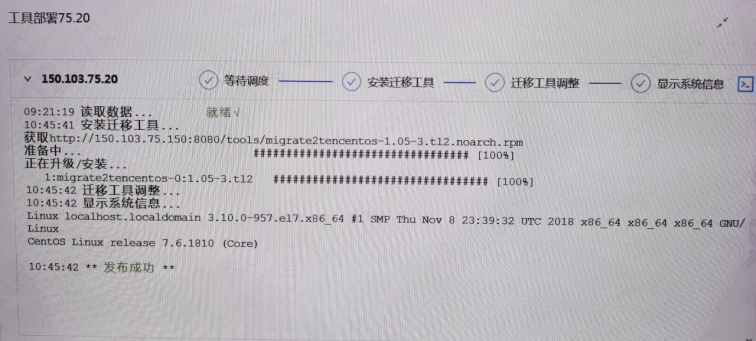 工具部署75.20
150.103.75.20 等待调度 安装迁移工具 迁移工具调整 显示系统信息
09:21:19 读取数据... 就绪√
10:45:41 安装迁移工具...
获取http://150.103.75.150:8080/tools/migrate2tencentos-1.05-3.tl2.noarch.rpm
准备中... ################################# [100%]
正在升级/安装...
1:migrate2tencentos-0:1.05-3.tl2 ################################# [100%]
10:45:42 迁移工具调整...
10:45:42 显示系统信息...
Linux localhost.localdomain 3.10.0-957.el7.x86_64 #1 SMP Thu Nov 8 23:39:32 UTC 2018 x86_64 x86_64 x86_64 GNU/
Linux
CentOS Linux release 7.6.1810 (Core)
10:45:42 ** 发布成功 **